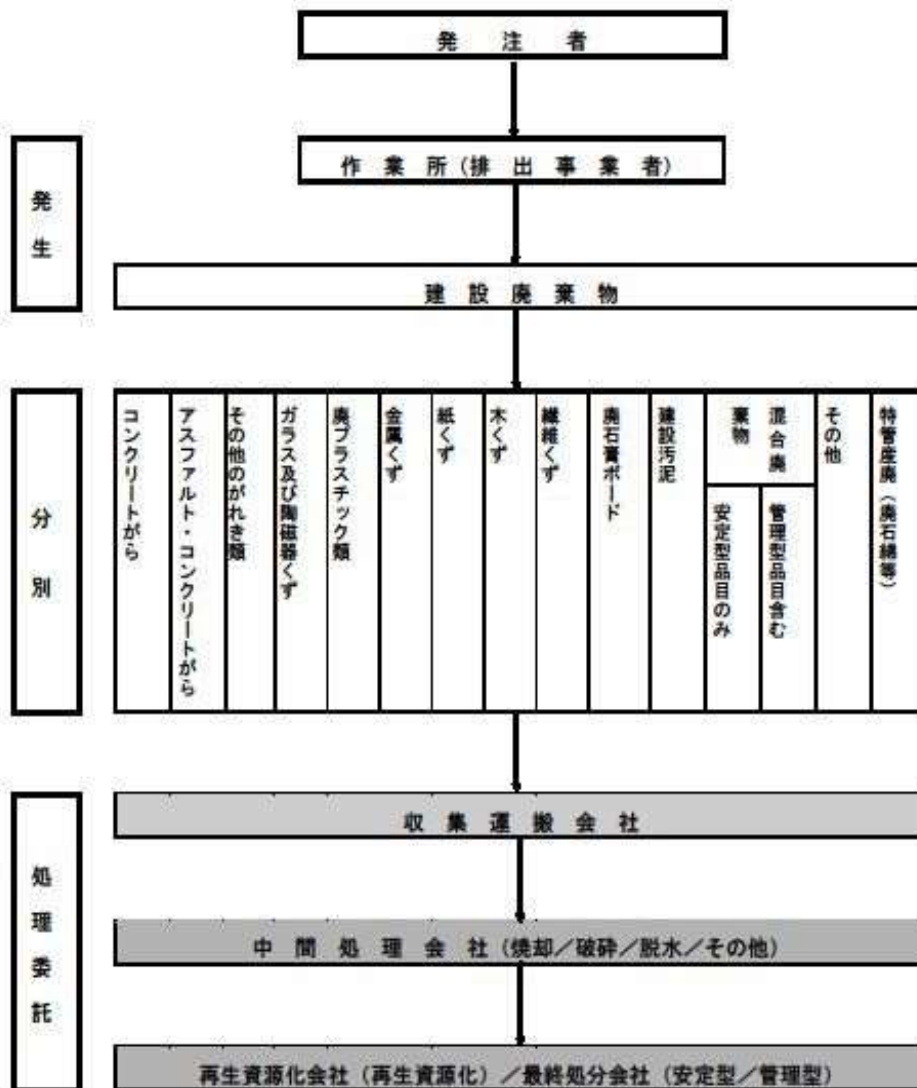 発注者
発生
作業所(排出事業者)
建設廃棄物
分別
コンクリートがら
アスファルト・コンクリートがら
その他のがれき類
ガラス及び陶磁器くず
廃プラスチック類
金属くず
紙くず
木くず
繊維くず
廃石膏ボード
建設汚泥
混合廃
棄物
安定型品目のみ
管理型品目含む
その他
特管産廃(廃石綿等)
処理委託
収集運搬会社
中間処理会社(焼却/破砕/脱水/その他)
再生資源化会社(再生資源化)/最終処分会社(安定型/管理型)